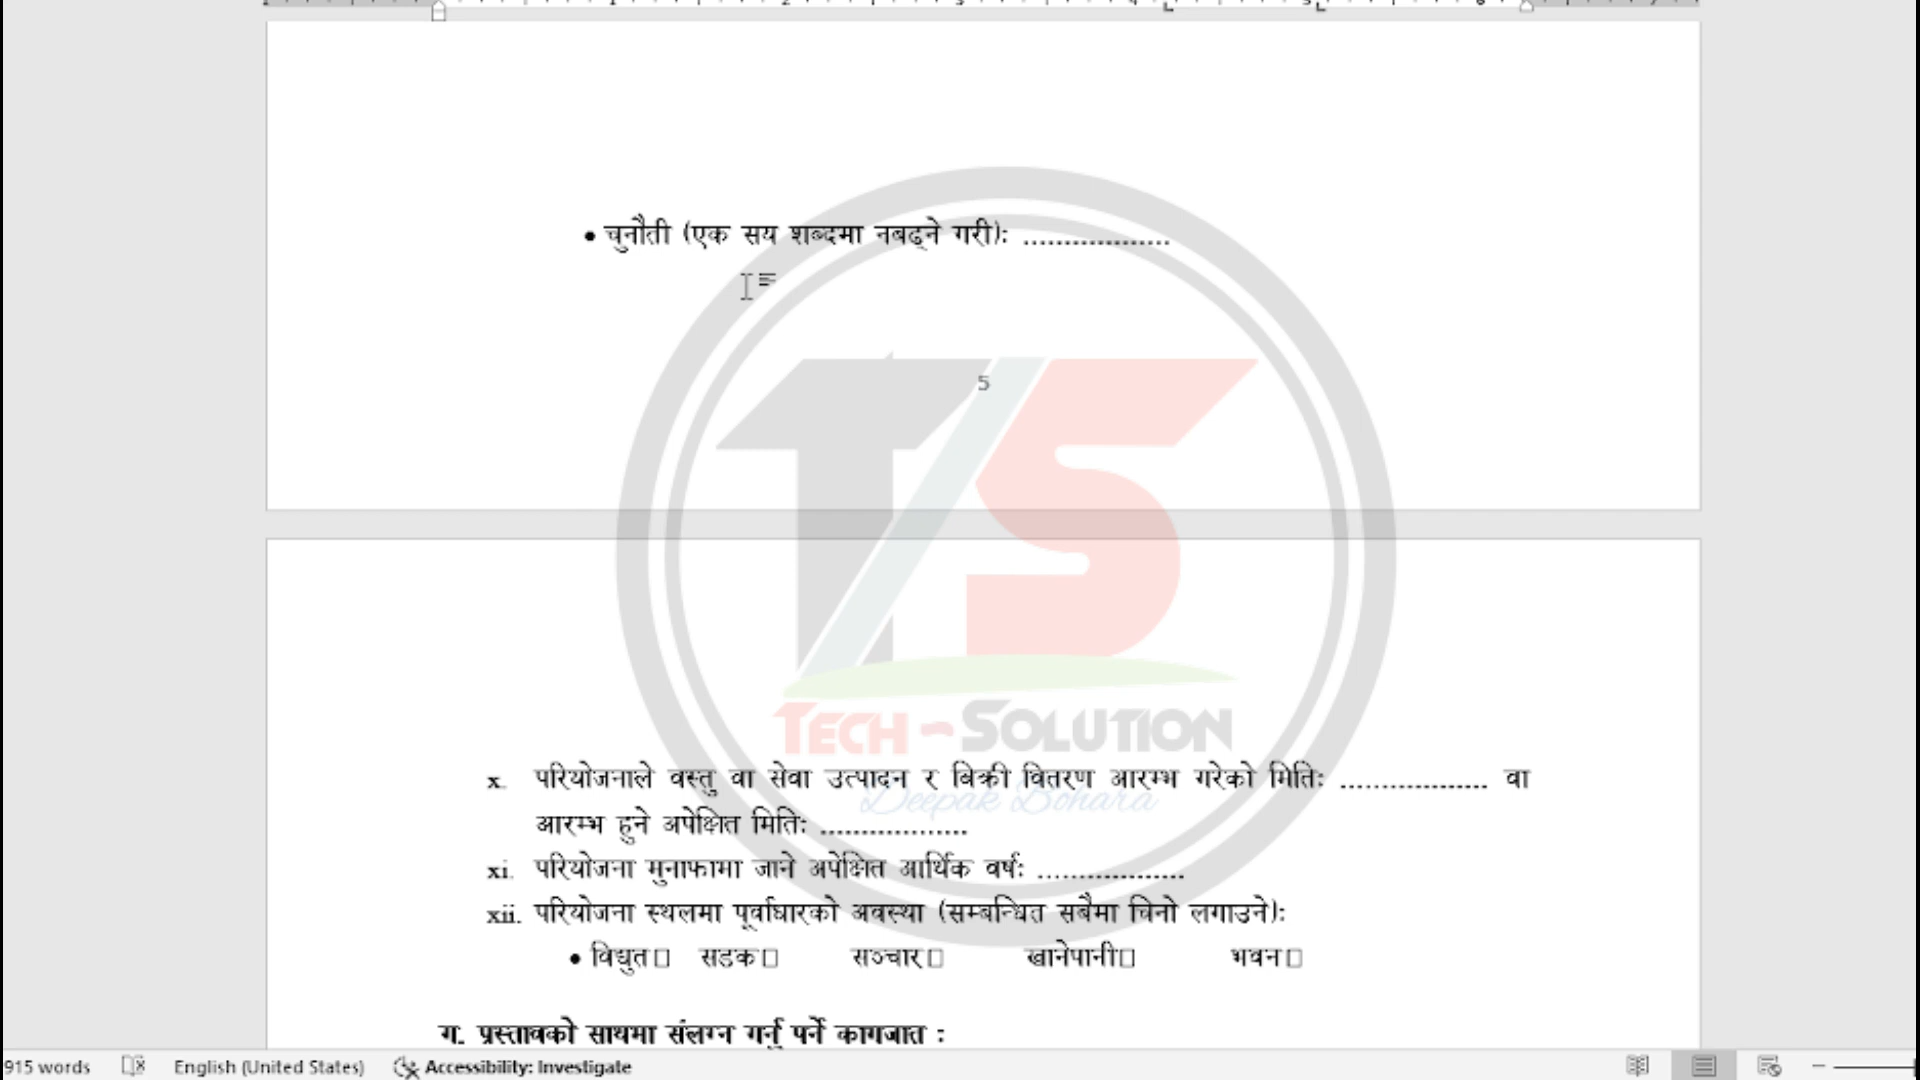 • चुनौती (एक सय शब्दमा नबढ्ने गरी): ..................
5
TECH-SOLUTION
Deepak Bohara
x. परियोजनाले वस्तु वा सेवा उत्पादन र बिक्री वितरण आरम्भ गरेको मिति: .................. वा
आरम्भ हुने अपेक्षित मिति: ..................
xi. परियोजना मुनाफामा जाने अपेक्षित आर्थिक वर्ष: ..................
xii. परियोजना स्थलमा पूर्वाधारको अवस्था (सम्बन्धित सबैमा चिनो लगाउने):
• विद्युत□ सडक□ सञ्चार□ खानेपानी□ भवन□
ग. प्रस्तावको साथमा संलग्न गर्नु पर्ने कागजात :
915 words English (United States) Accessibility: Investigate